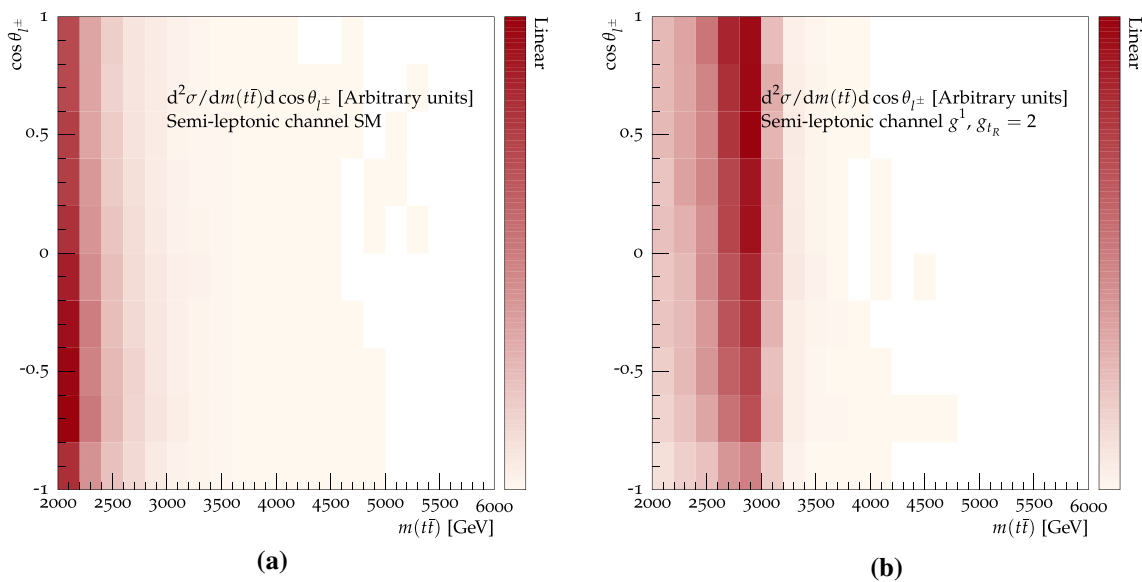 1
0.5
0
-0.5
-1
cos θ_{l^±}
d²σ/dm(tt̄)d cos θ_{l^±} [Arbitrary units]
Semi-leptonic channel SM
2000 2500 3000 3500 4000 4500 5000 5500 6000
m(tt̄) [GeV]
Linear
(a)
1
0.5
0
-0.5
-1
cos θ_{l^±}
d²σ/dm(tt̄)d cos θ_{l^±} [Arbitrary units]
Semi-leptonic channel g¹, g_{t_R} = 2
2000 2500 3000 3500 4000 4500 5000 5500 6000
m(tt̄) [GeV]
Linear
(b)